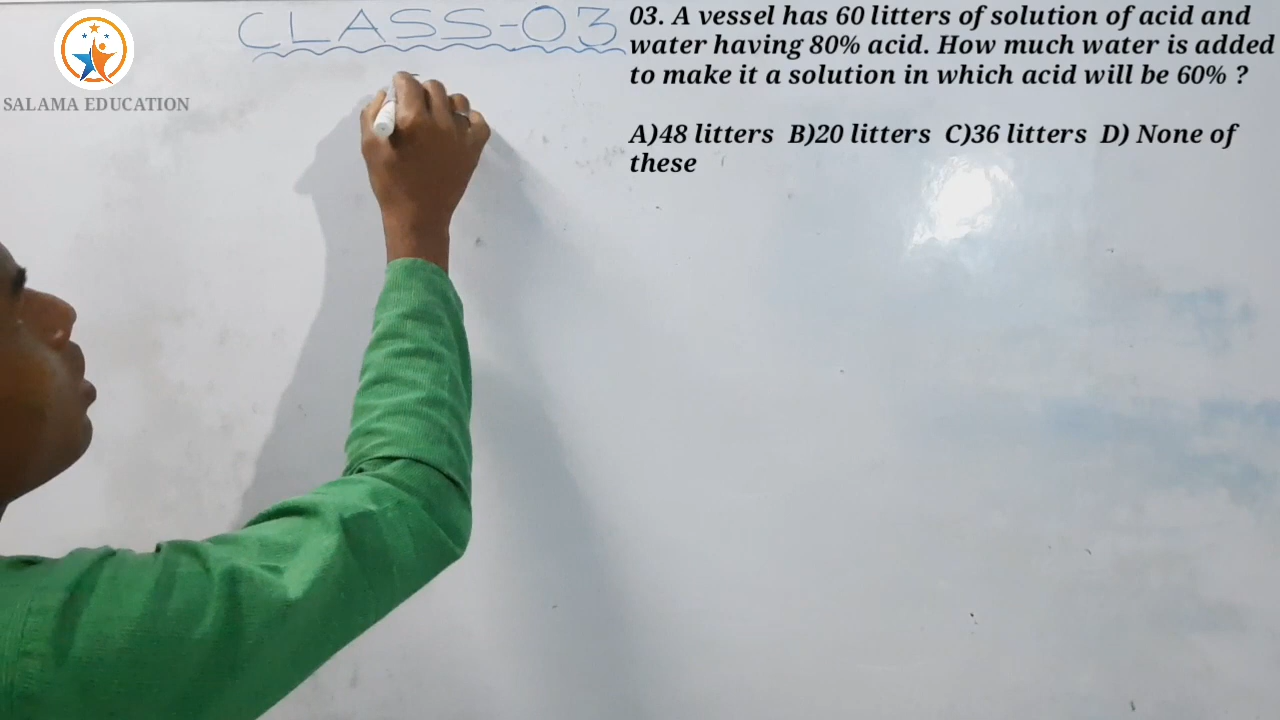 CLASS-03
SALAMA EDUCATION
03. A vessel has 60 litters of solution of acid and
water having 80% acid. How much water is added
to make it a solution in which acid will be 60% ?
A)48 litters B)20 litters C)36 litters D) None of
these